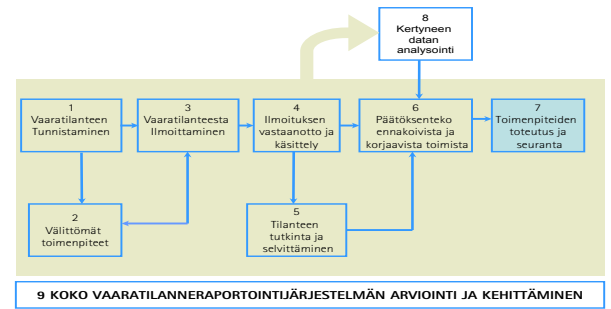 8
Kertyneen
datan
analysointi
1
Vaaratilanteen
Tunnistaminen
3
Vaaratilanteesta
Ilmoittaminen
4
Ilmoituksen
vastaanotto ja
käsittely
6
Päätöksenteko
ennakoivista ja
korjaavista toimista
7
Toimenpiteiden
toteutus ja
seuranta
2
Välittömät
toimenpiteet
5
Tilanteen
tutkinta ja
selvittäminen
9 KOKO VAARATILANNERAPORTOINTIJÄRJESTELMÄN ARVIOINTI JA KEHITTÄMINEN